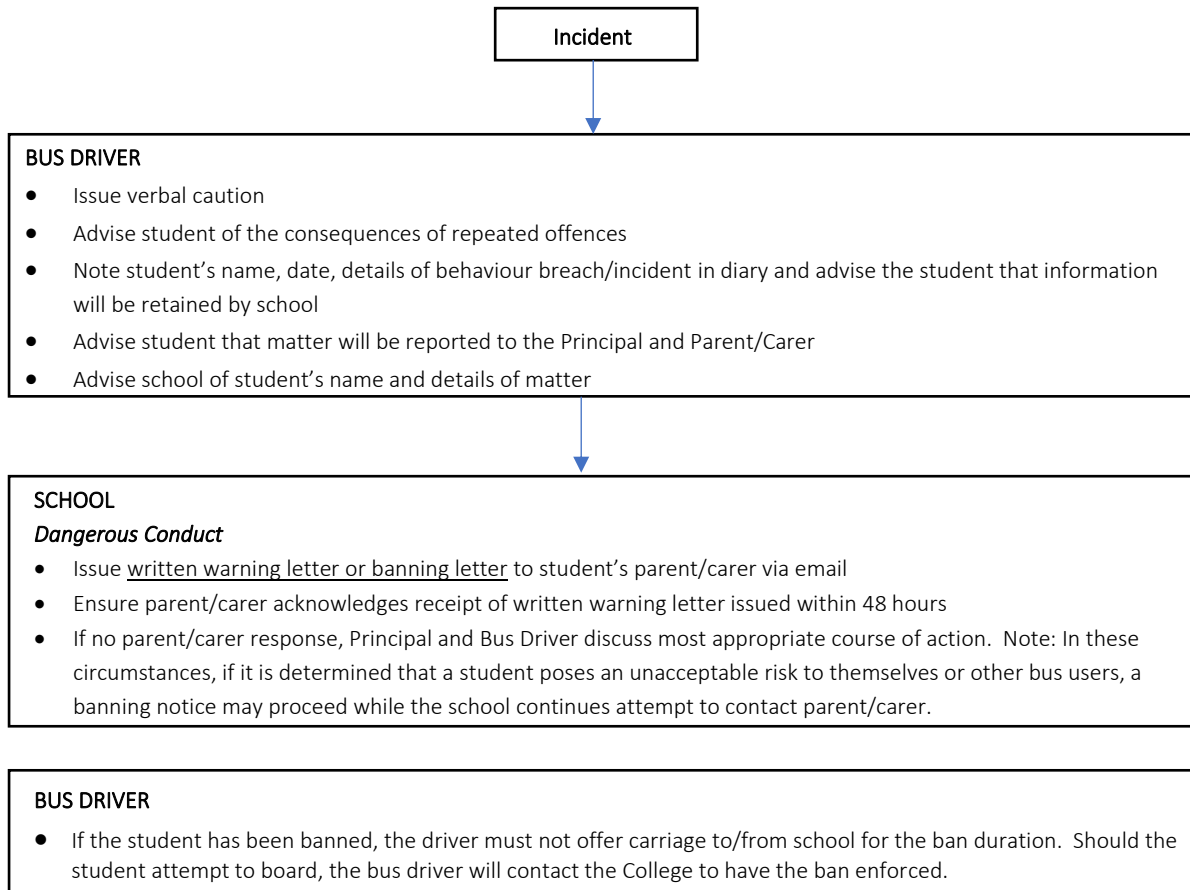 Incident
BUS DRIVER
● Issue verbal caution
● Advise student of the consequences of repeated offences
● Note student’s name, date, details of behaviour breach/incident in diary and advise the student that information
will be retained by school
● Advise student that matter will be reported to the Principal and Parent/Carer
● Advise school of student’s name and details of matter
SCHOOL
Dangerous Conduct
● Issue written warning letter or banning letter to student’s parent/carer via email
● Ensure parent/carer acknowledges receipt of written warning letter issued within 48 hours
● If no parent/carer response, Principal and Bus Driver discuss most appropriate course of action.  Note: In these
circumstances, if it is determined that a student poses an unacceptable risk to themselves or other bus users, a
banning notice may proceed while the school continues attempt to contact parent/carer.
BUS DRIVER
● If the student has been banned, the driver must not offer carriage to/from school for the ban duration.  Should the
student attempt to board, the bus driver will contact the College to have the ban enforced.